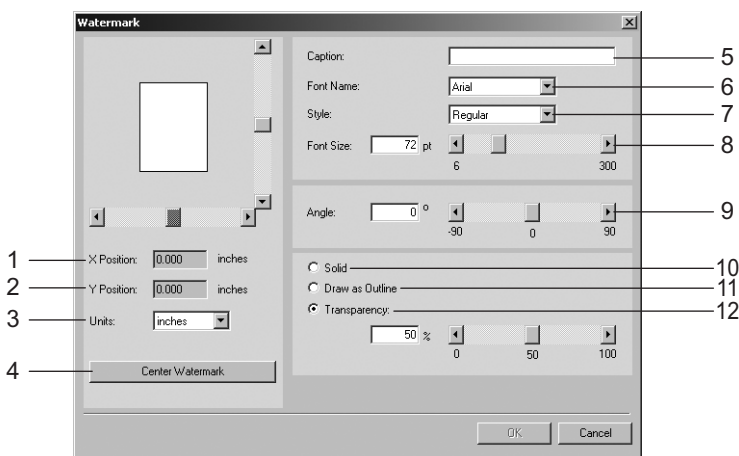 Watermark
Caption:
5
Font Name:
Arial
6
Style:
Regular
7
Font Size:
72 pt
8
6
300
Angle:
0 °
9
-90
0
90
1
X Position:
0.000
inches
2
Y Position:
0.000
inches
3
Units:
inches
4
Center Watermark
Solid
10
Draw as Outline
11
Transparency:
12
50 %
0
50
100
OK
Cancel